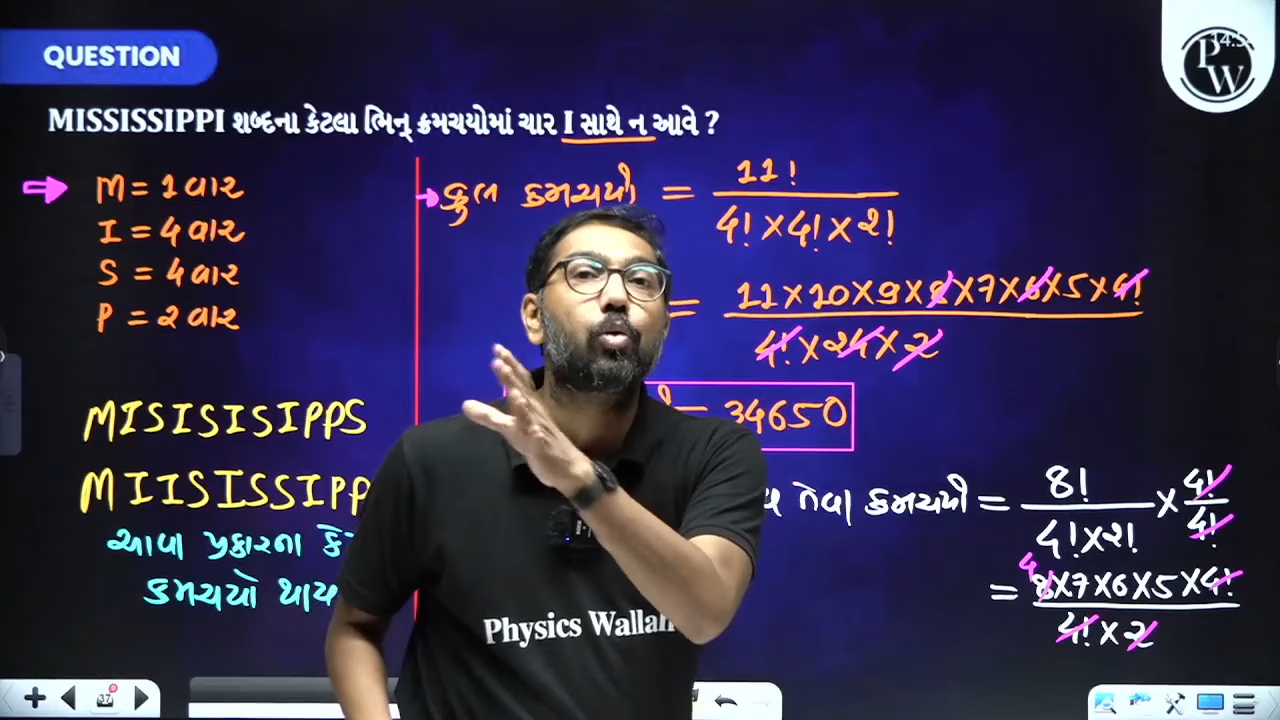 QUESTION
PW
MISSISSIPPI શબ્દના કેટલા ભિન્ન ક્રમચયોમાં ચાર I સાથે ન આવે ?
M = 1 વાર
I = 4 વાર
S = 4 વાર
P = 2 વાર
MISISISIPPS
MIISISSIPP
આવા પ્રકારના
ક્રમચયો થાય
કુલ ક્રમચયો = 11! / 4! × 4! × 2!
= 11 × 10 × 9 × 8 × 7 × 6 × 5 × 4! / 4! × 24 × 2
= 34650
તેવા ક્રમચયો = 8! / 4! × 2! × 4! / 4!
= 8 × 7 × 6 × 5 × 4! / 4! × 2
4
Physics Wallah
37